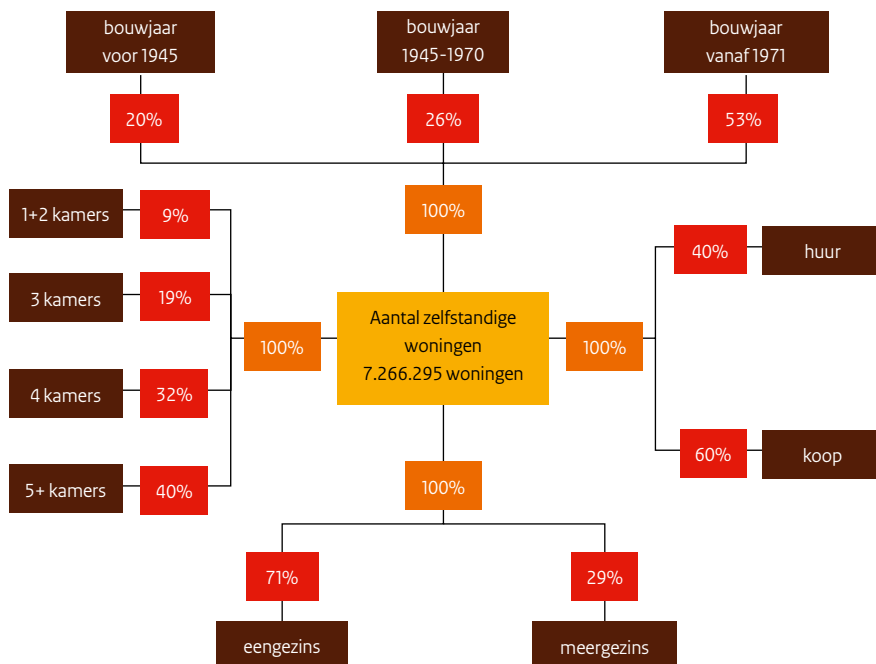 bouwjaar
voor 1945
bouwjaar
1945-1970
bouwjaar
vanaf 1971
20%
26%
53%
100%
1+2 kamers
9%
3 kamers
19%
4 kamers
32%
5+ kamers
40%
100%
Aantal zelfstandige
woningen
7.266.295 woningen
100%
40%
huur
60%
koop
100%
71%
29%
eengezins
meergezins